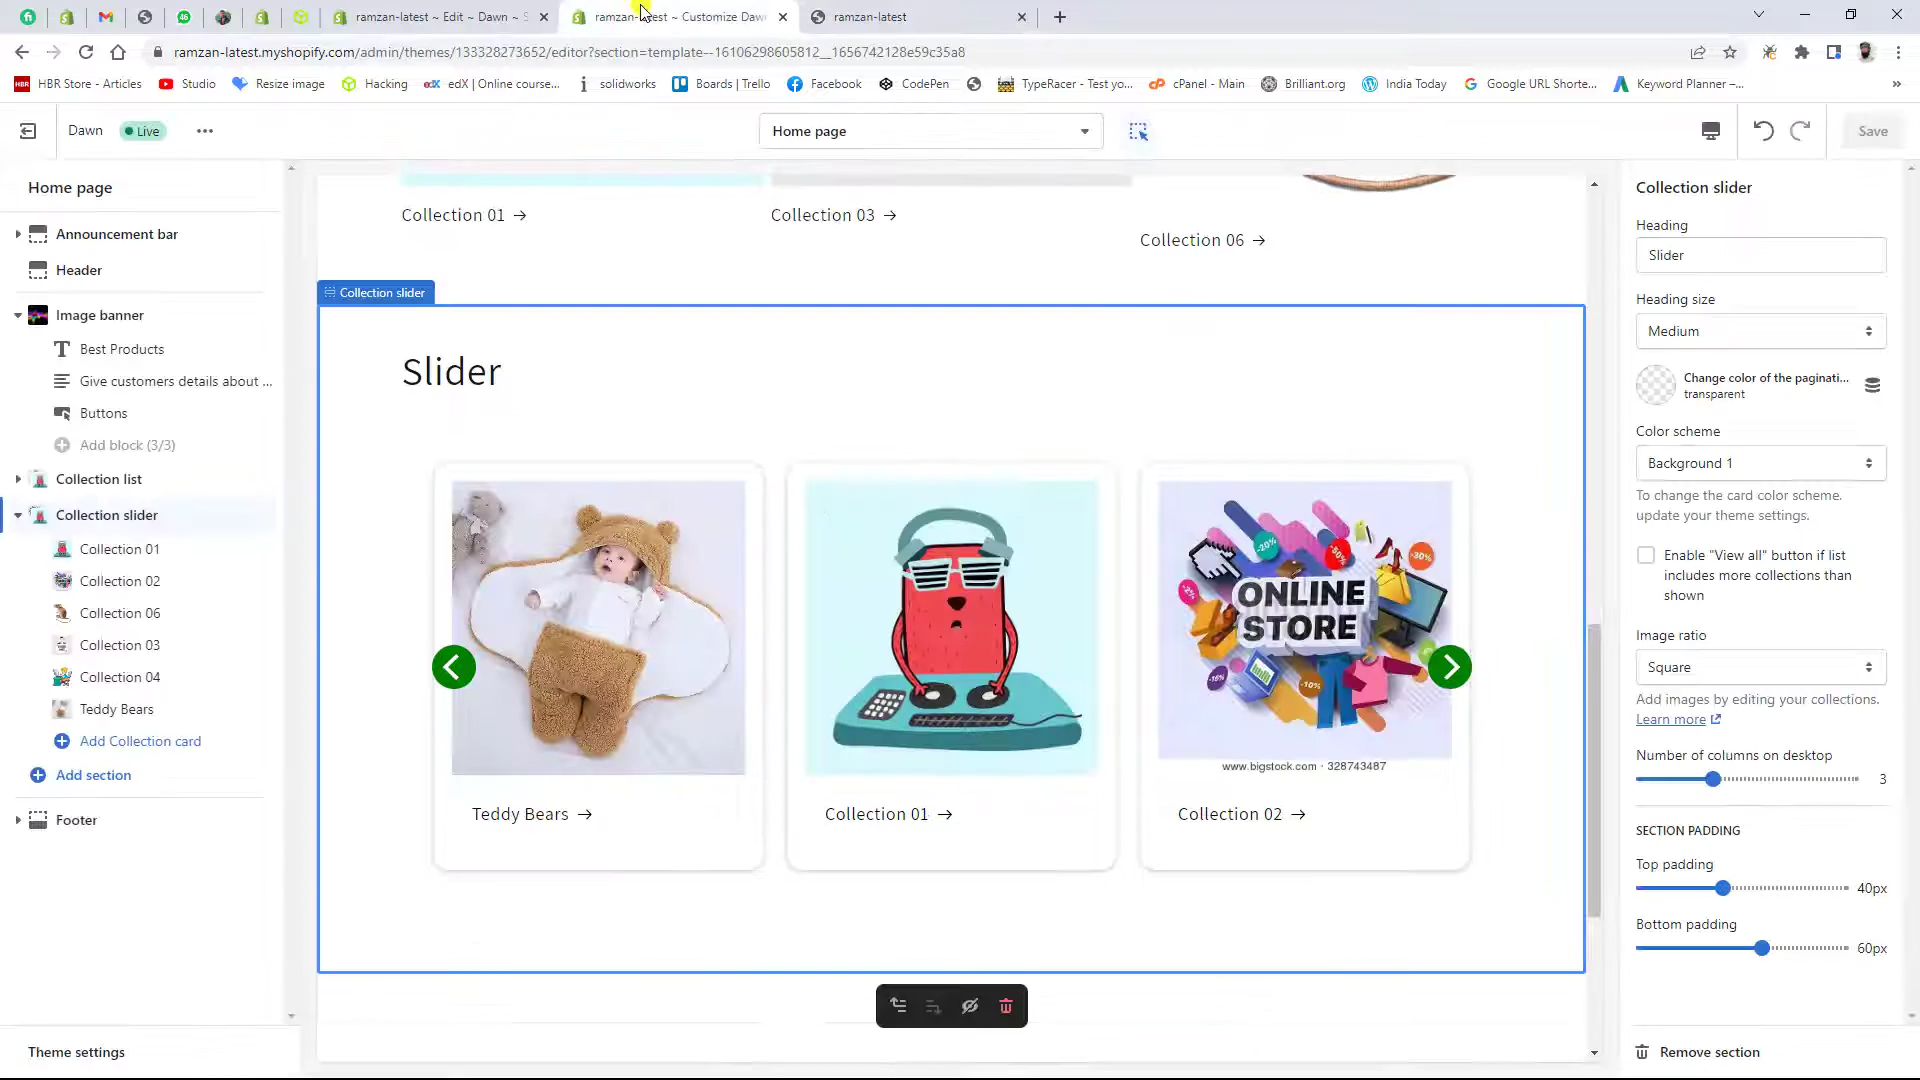 ramzan-latest ~ Edit ~ Dawn ~ S
ramzan-latest ~ Customize Daw
ramzan-latest
ramzan-latest.myshopify.com/admin/themes/133328273652/editor?section=template--16106298605812__1656742128e59c35a8
HBR Store - Articles
Studio
Resize image
Hacking
edX | Online course...
solidworks
Boards | Trello
Facebook
CodePen
TypeRacer - Test yo...
cPanel - Main
Brilliant.org
India Today
Google URL Shorte...
Keyword Planner –...
Dawn
Live
Home page
Save
Home page
Announcement bar
Header
Image banner
Best Products
Give customers details about ...
Buttons
Add block (3/3)
Collection list
Collection slider
Collection 01
Collection 02
Collection 06
Collection 03
Collection 04
Teddy Bears
Add Collection card
Add section
Footer
Theme settings
Collection 01 →
Collection 03 →
Collection 06 →
Collection slider
Slider
-20%
-50%
-30%
ONLINE
STORE
-10%
www.bigstock.com · 328743487
Teddy Bears →
Collection 01 →
Collection 02 →
Collection slider
Heading
Slider
Heading size
Medium
Change color of the paginati...
transparent
Color scheme
Background 1
To change the card color scheme.
update your theme settings.
Enable "View all" button if list
includes more collections than
shown
Image ratio
Square
Add images by editing your collections.
Learn more
Number of columns on desktop
3
SECTION PADDING
Top padding
40px
Bottom padding
60px
Remove section